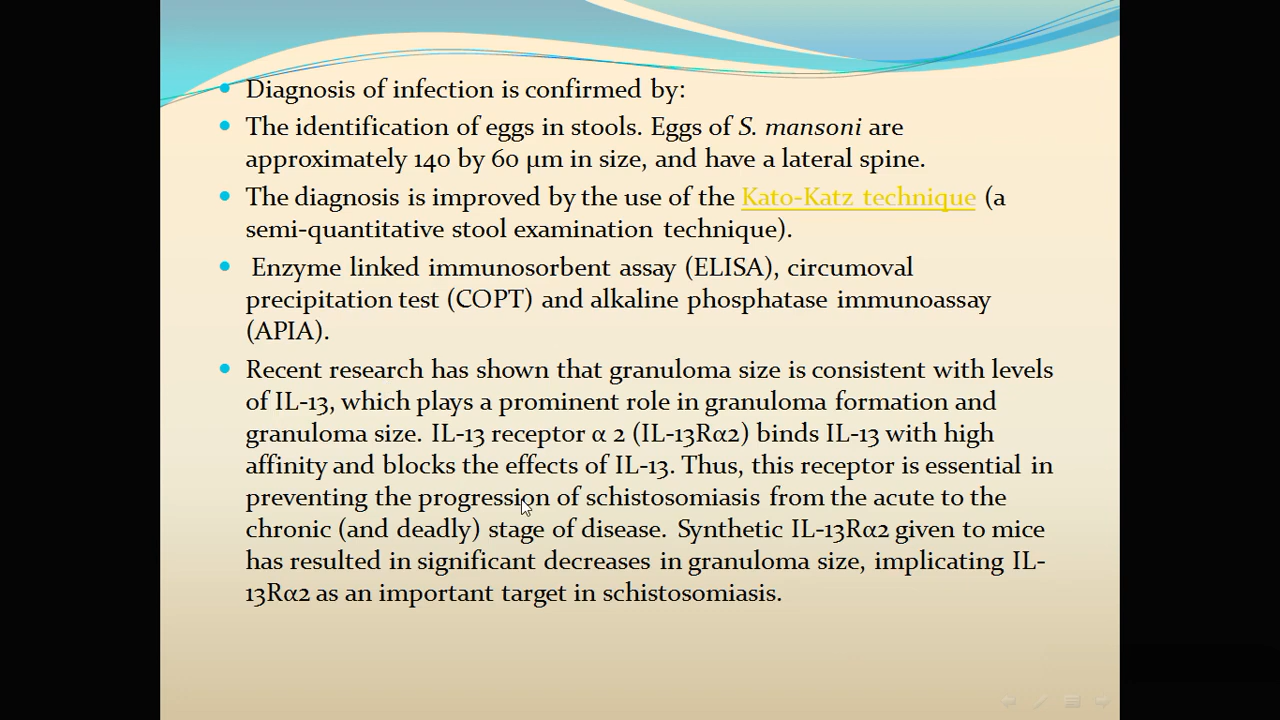 Diagnosis of infection is confirmed by:
The identification of eggs in stools. Eggs of S. mansoni are
approximately 140 by 60 µm in size, and have a lateral spine.
The diagnosis is improved by the use of the Kato-Katz technique (a
semi-quantitative stool examination technique).
Enzyme linked immunosorbent assay (ELISA), circumoval
precipitation test (COPT) and alkaline phosphatase immunoassay
(APIA).
Recent research has shown that granuloma size is consistent with levels
of IL-13, which plays a prominent role in granuloma formation and
granuloma size. IL-13 receptor α 2 (IL-13Rα2) binds IL-13 with high
affinity and blocks the effects of IL-13. Thus, this receptor is essential in
preventing the progression of schistosomiasis from the acute to the
chronic (and deadly) stage of disease. Synthetic IL-13Rα2 given to mice
has resulted in significant decreases in granuloma size, implicating IL-
13Rα2 as an important target in schistosomiasis.